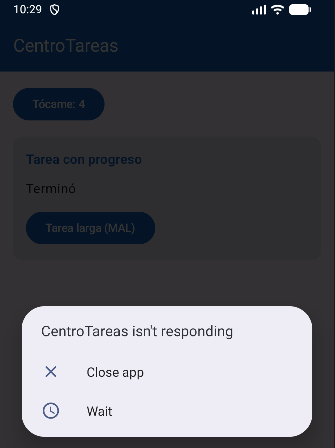 10:29
CentroTareas
Tócame: 4
Tarea con progreso
Terminó
Tarea larga (MAL)
CentroTareas isn't responding
Close app
Wait